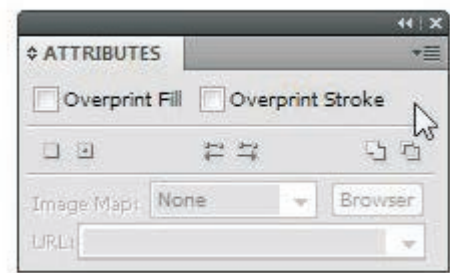 ATTRIBUTES
Overprint Fill Overprint Stroke
Image Map: None Browser
URL: